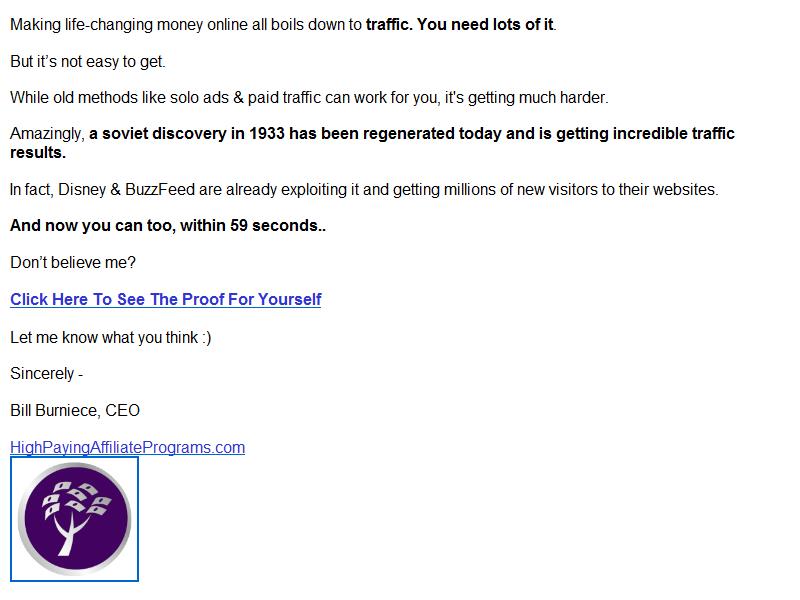 Making life-changing money online all boils down to traffic. You need lots of it.
But it’s not easy to get.
While old methods like solo ads & paid traffic can work for you, it's getting much harder.
Amazingly, a soviet discovery in 1933 has been regenerated today and is getting incredible traffic
results.
In fact, Disney & BuzzFeed are already exploiting it and getting millions of new visitors to their websites.
And now you can too, within 59 seconds..
Don’t believe me?
Click Here To See The Proof For Yourself
Let me know what you think :)
Sincerely -
Bill Burniece, CEO
HighPayingAffiliatePrograms.com